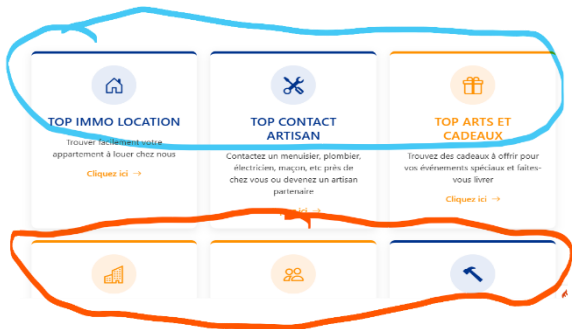 TOP IMMO LOCATION
Trouver facilement votre
appartement à louer chez nous
Cliquez ici →
TOP CONTACT
ARTISAN
Contactez un menuisier, plombier,
électricien, maçon, etc près de
chez vous ou devenez un artisan
partenaire
ici →
TOP ARTS ET
CADEAUX
Trouvez des cadeaux à offrir pour
vos événements spéciaux et faites-
vous livrer
Cliquez ici →